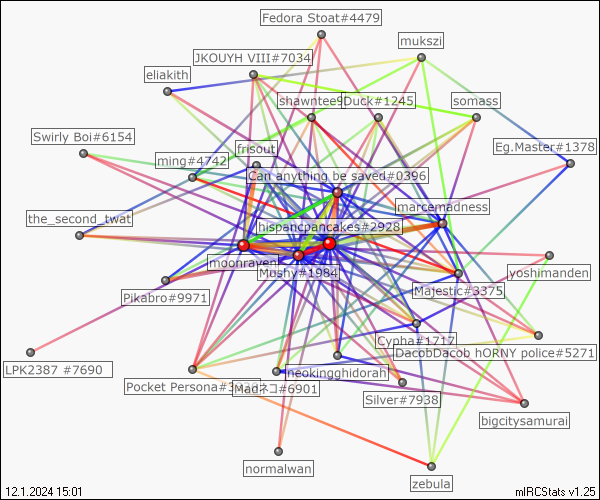 Fedora Stoat#4479
mukszi
JKOUYH VIII#7034
eliakith
shawntee9
Duck#1245
somass
Swirly Boi#6154
frisout
Eg.Master#1378
ming#4742
Can anything be saved#0396
marcemadness
the_second_twat
hispancpancakes#2928
moonraven
Mushy#1984
yoshimanden
Majestic#3375
Pikabro#9971
Cypha#1717
DacobDacob hORNY police#5271
LPK2387 #7690
neokingghidorah
Pocket Persona#3
Madネコ#6901
Silver#7938
bigcitysamurai
normalwan
zebula
12.1.2024 15:01
mIRCStats v1.25